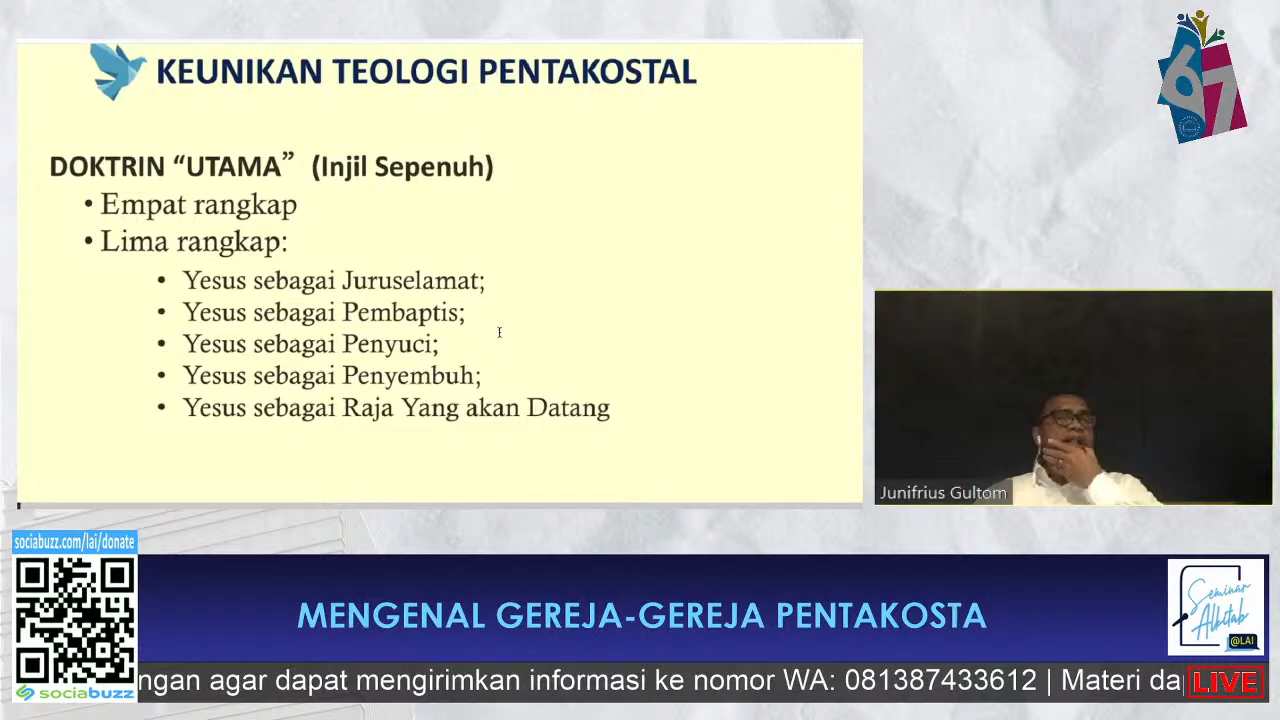 KEUNIKAN TEOLOGI PENTAKOSTAL
67
DOKTRIN “UTAMA” (Injil Sepenuh)
• Empat rangkap
• Lima rangkap:
• Yesus sebagai Juruselamat;
• Yesus sebagai Pembaptis;
• Yesus sebagai Penyuci;
• Yesus sebagai Penyembuh;
• Yesus sebagai Raja Yang akan Datang
Junifrius Gultom
sociabuzz.com/lai/donate
MENGENAL GEREJA-GEREJA PENTAKOSTA
Seminar
Alkitab
@LAI
sociabuzz
ngan agar dapat mengirimkan informasi ke nomor WA: 081387433612 | Materi da
LIVE